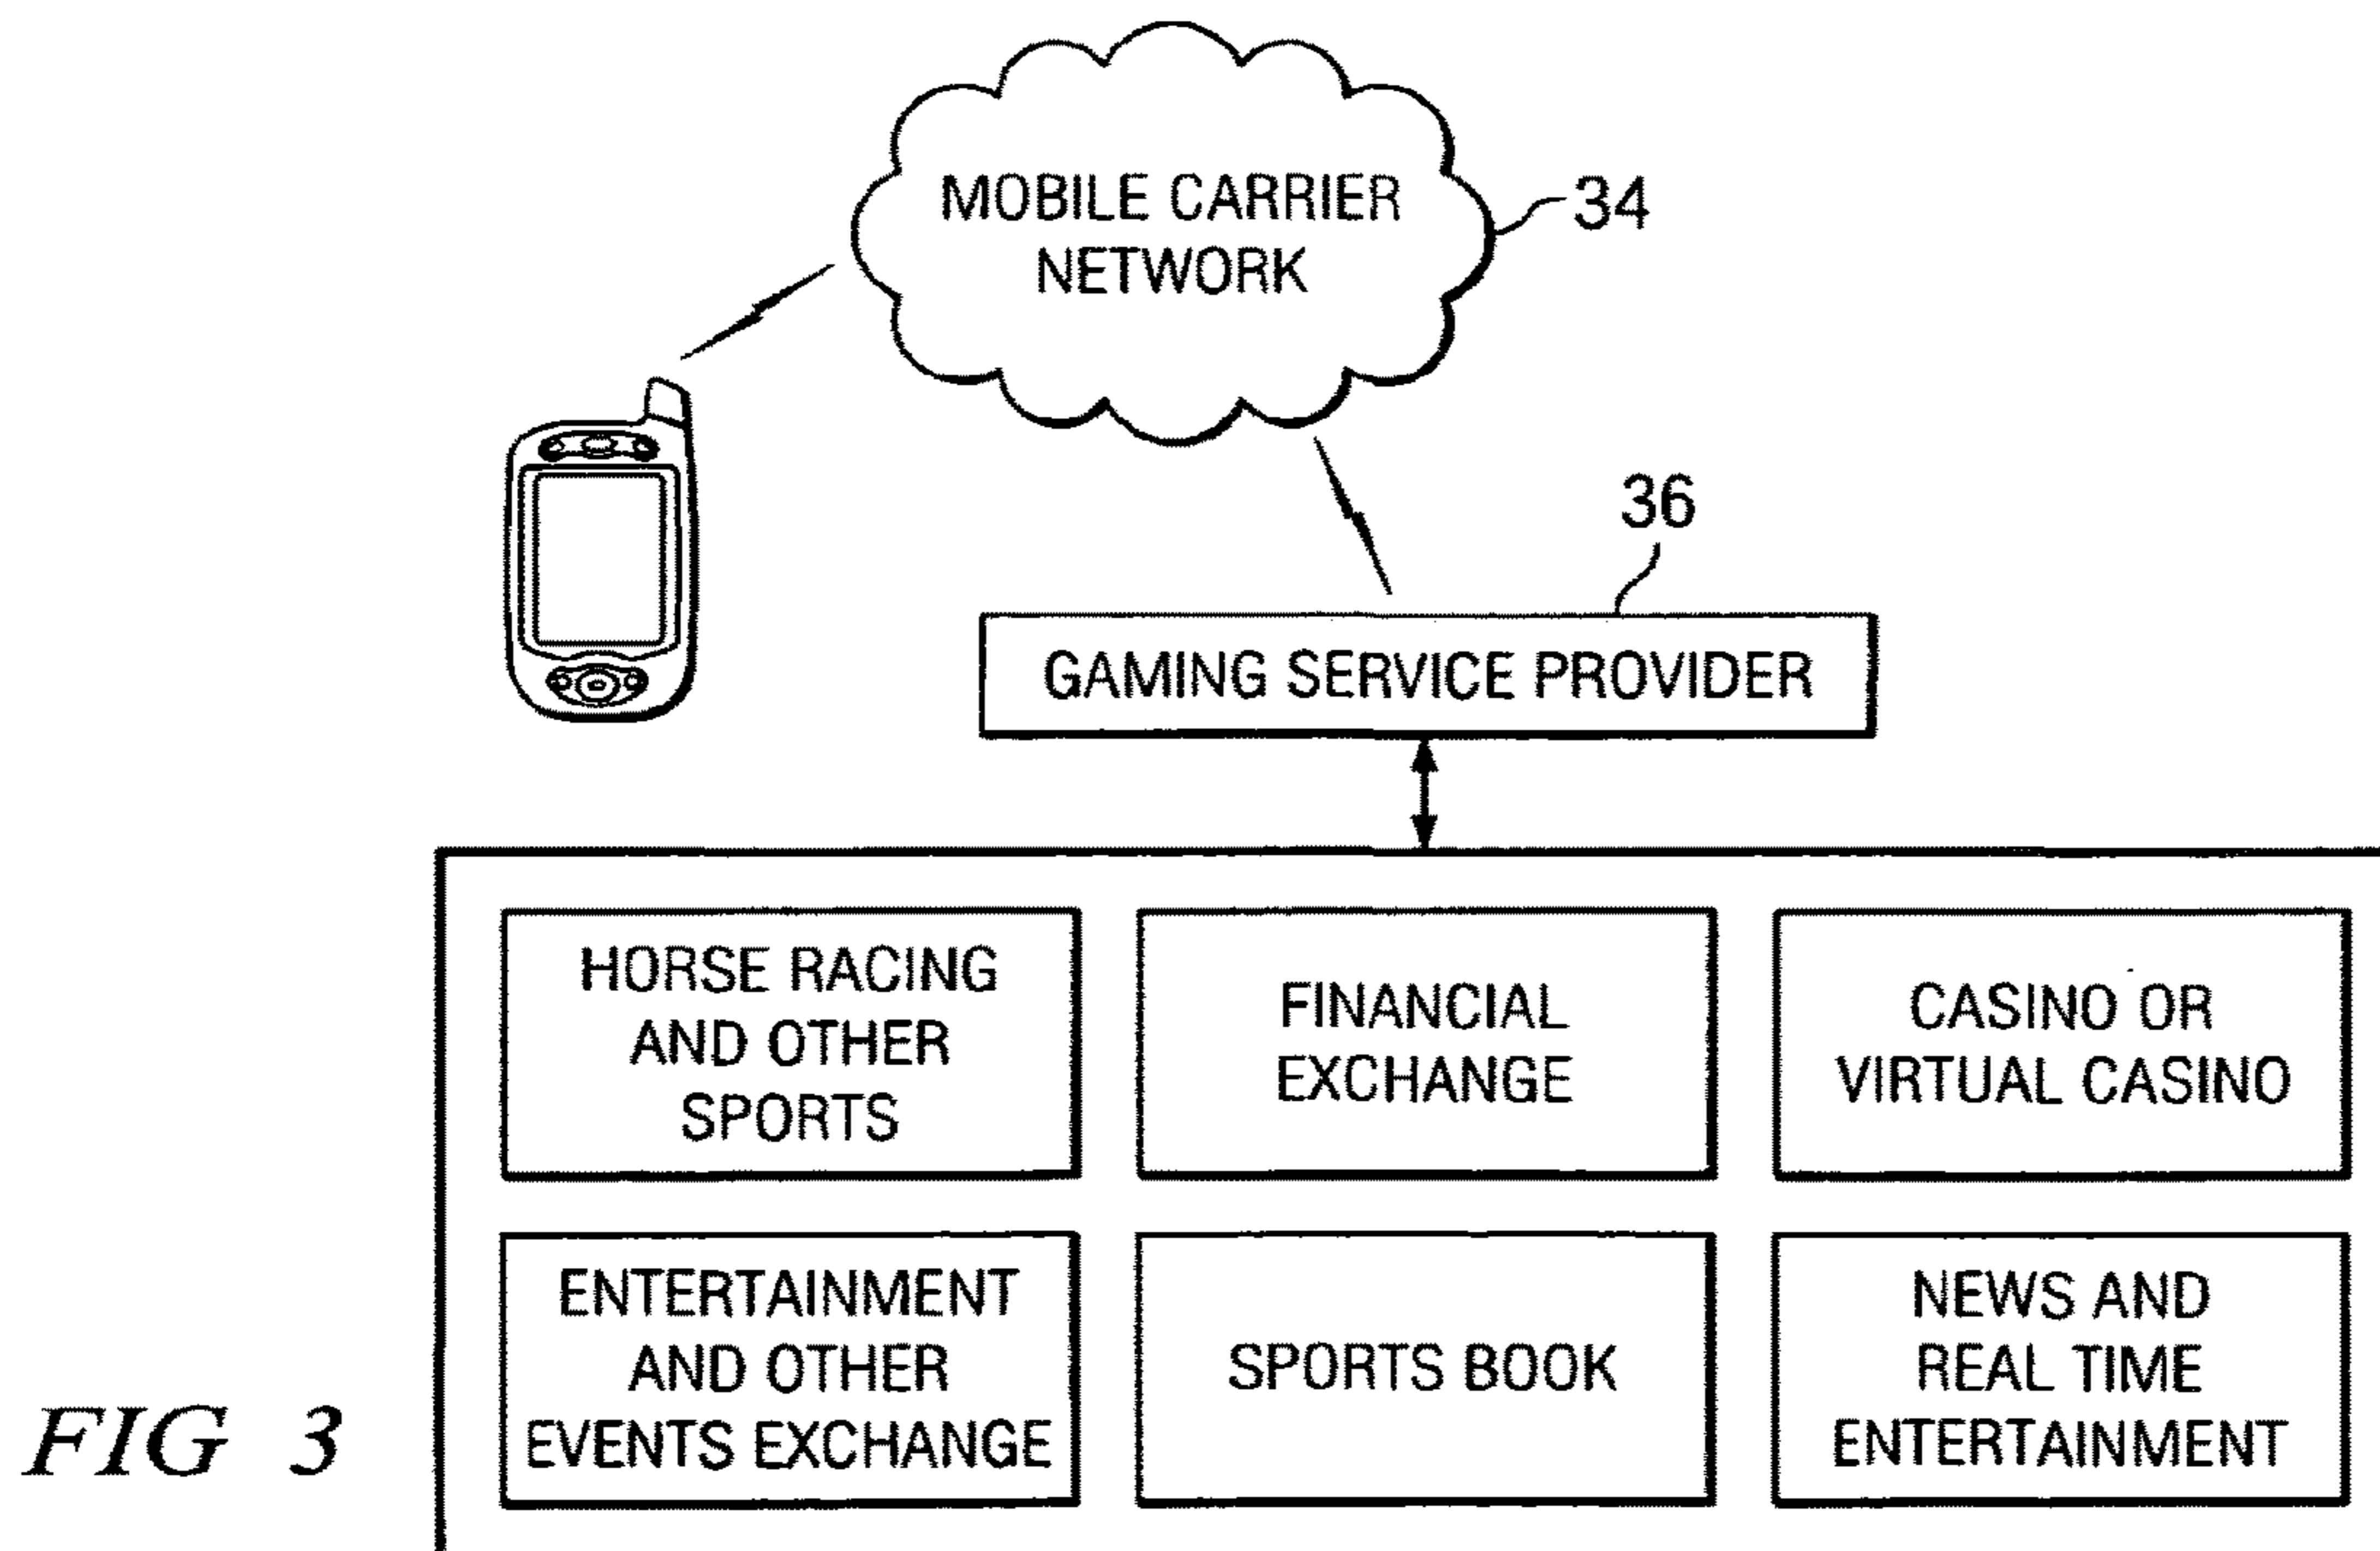 MOBILE CARRIER
NETWORK
34
36
GAMING SERVICE PROVIDER
HORSE RACING
AND OTHER
SPORTS
FINANCIAL
EXCHANGE
CASINO OR
VIRTUAL CASINO
ENTERTAINMENT
AND OTHER
EVENTS EXCHANGE
SPORTS BOOK
NEWS AND
REAL TIME
ENTERTAINMENT
FIG 3